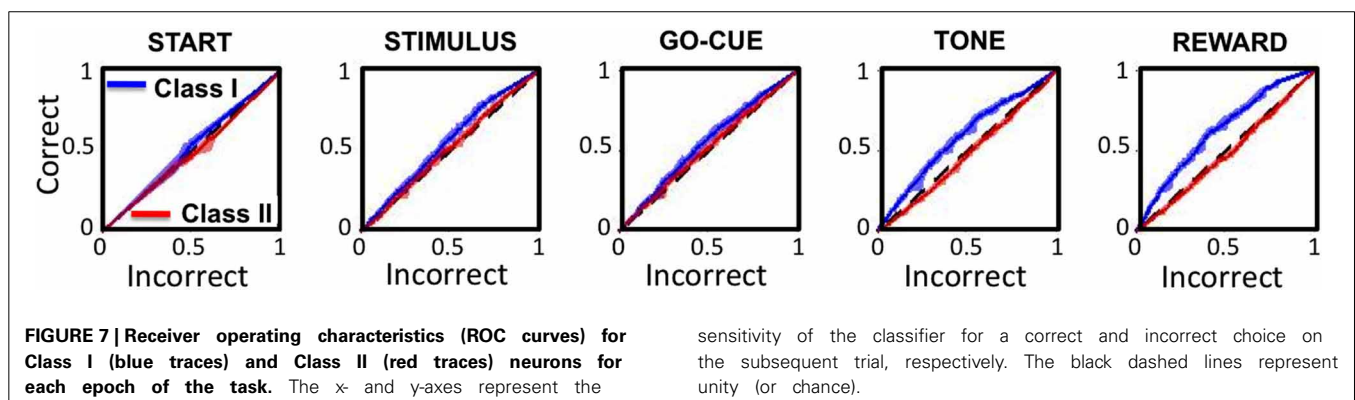 START STIMULUS GO-CUE TONE REWARD
1 1 1 1 1
Class I
Correct
0.5 0.5 0.5 0.5 0.5
Class II
0 0 0 0 0
0 0.5 1 0 0.5 1 0 0.5 1 0 0.5 1 0 0.5 1
Incorrect Incorrect Incorrect Incorrect Incorrect
FIGURE 7 | Receiver operating characteristics (ROC curves) for
Class I (blue traces) and Class II (red traces) neurons for
each epoch of the task. The x- and y-axes represent the
sensitivity of the classifier for a correct and incorrect choice on
the subsequent trial, respectively. The black dashed lines represent
unity (or chance).